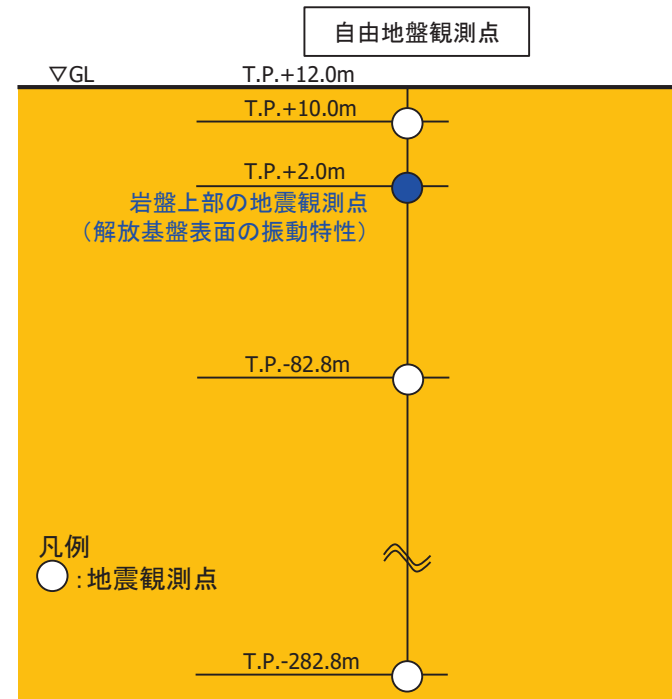 自由地盤観測点
▽GL
T.P.+12.0m
T.P.+10.0m
T.P.+2.0m
岩盤上部の地震観測点
（解放基盤表面の振動特性）
T.P.-82.8m
凡例
○：地震観測点
T.P.-282.8m